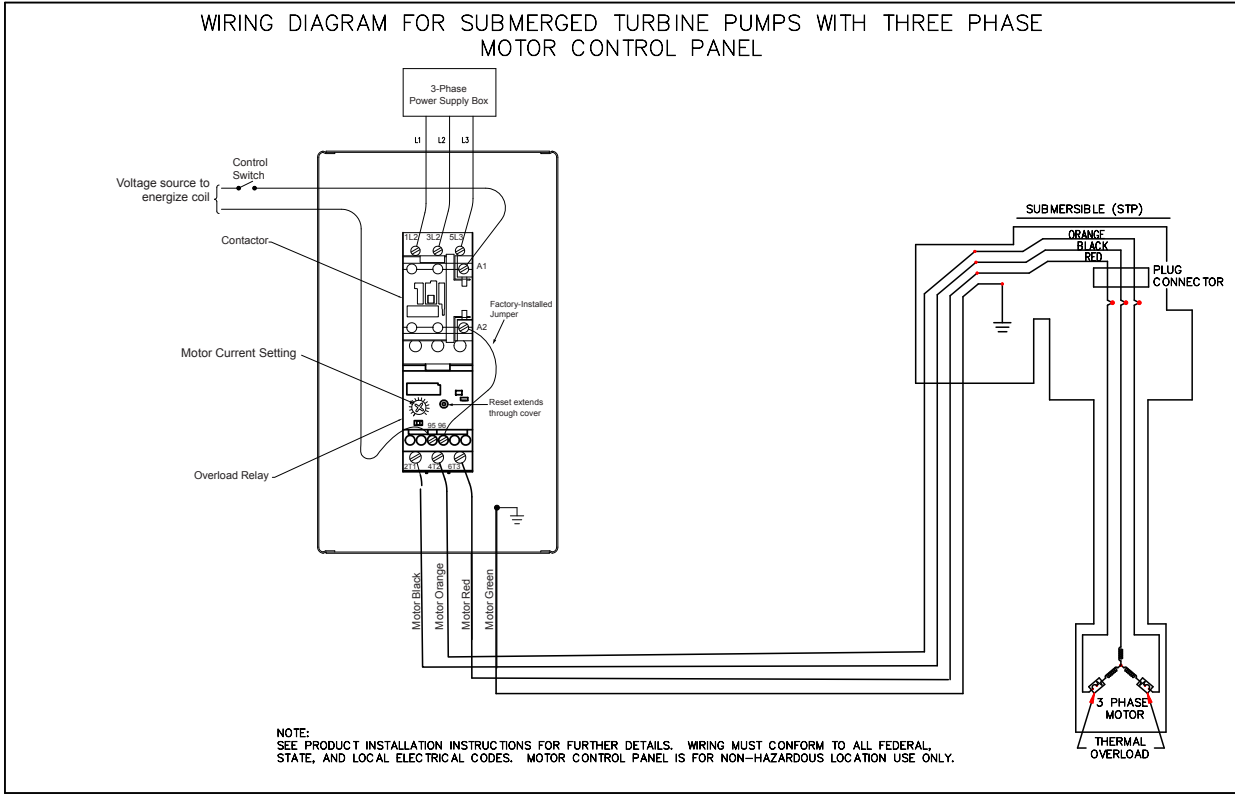 WIRING DIAGRAM FOR SUBMERGED TURBINE PUMPS WITH THREE PHASE
MOTOR CONTROL PANEL
3-Phase
Power Supply Box
L1 L2 L3
Control
Switch
Voltage source to
energize coil
1L2 3L2 5L3
Contactor
A1
Factory-Installed
Jumper
A2
Motor Current Setting
Reset extends
through cover
95 96
Overload Relay
2T1 4T2 6T3
Motor Black
Motor Orange
Motor Red
Motor Green
SUBMERSIBLE (STP)
ORANGE
BLACK
RED
PLUG
CONNECTOR
3 PHASE
MOTOR
THERMAL
OVERLOAD
NOTE:
SEE PRODUCT INSTALLATION INSTRUCTIONS FOR FURTHER DETAILS. WIRING MUST CONFORM TO ALL FEDERAL,
STATE, AND LOCAL ELECTRICAL CODES. MOTOR CONTROL PANEL IS FOR NON-HAZARDOUS LOCATION USE ONLY.